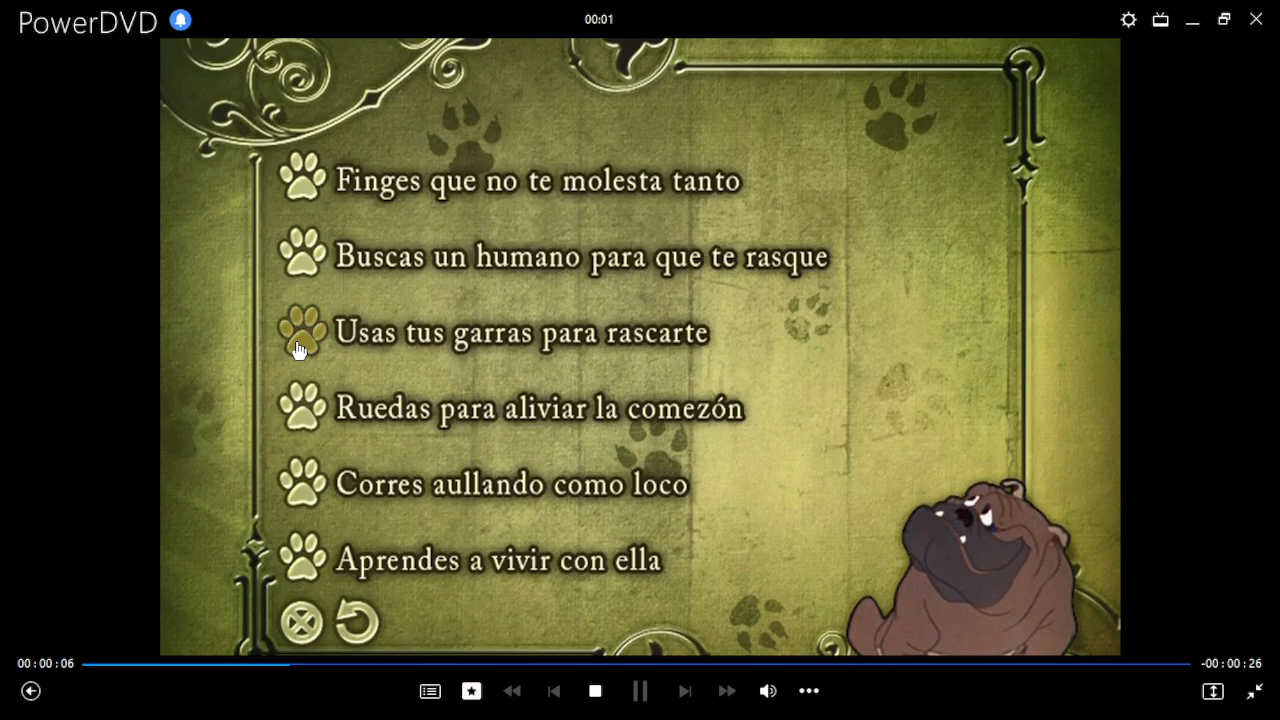 PowerDVD
00:01
Finges que no te molesta tanto
Buscas un humano para que te rasque
Usas tus garras para rascarte
Ruedas para aliviar la comezón
Corres aullando como loco
Aprendes a vivir con ella
00:00:06
-00:00:26